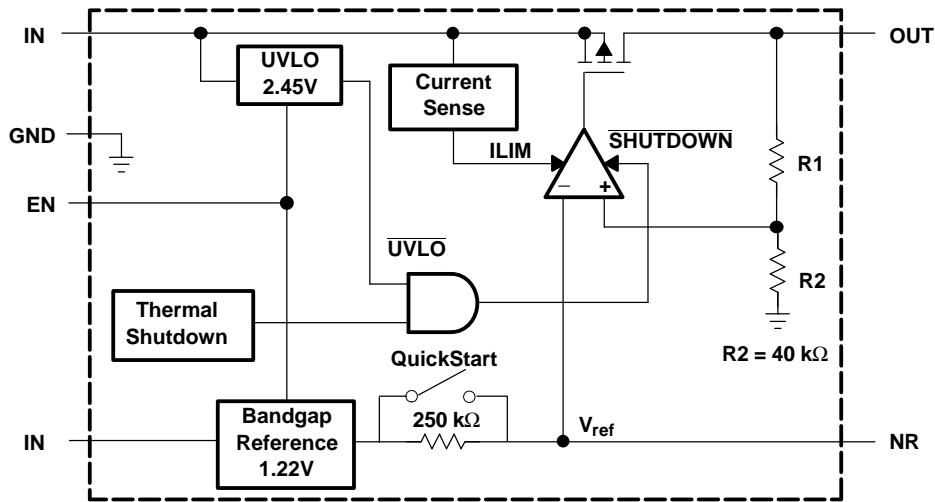 IN
OUT
UVLO
2.45V
Current
Sense
GND
SHUTDOWN
ILIM
R1
− +
EN
UVLO
R2
Thermal
Shutdown
QuickStart
R2 = 40 kΩ
250 kΩ
Bandgap
Reference
1.22V
Vref
IN
NR